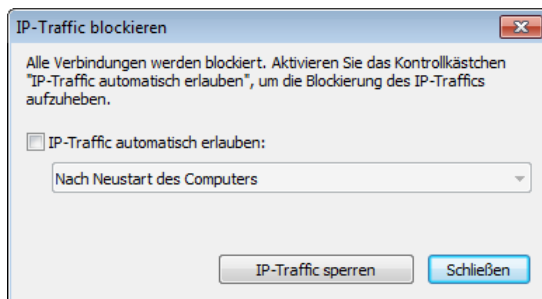 IP-Traffic blockieren
Alle Verbindungen werden blockiert. Aktivieren Sie das Kontrollkästchen
"IP-Traffic automatisch erlauben", um die Blockierung des IP-Traffics
aufzuheben.
IP-Traffic automatisch erlauben:
Nach Neustart des Computers
IP-Traffic sperren
Schließen